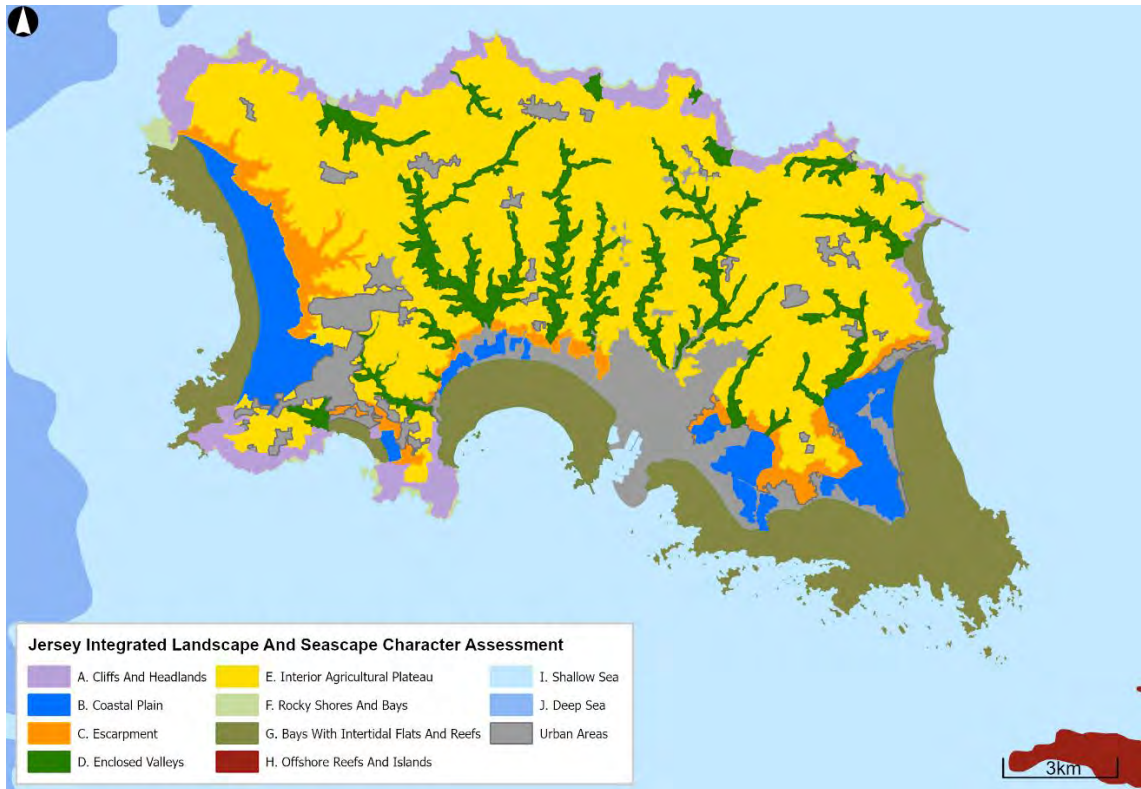 Jersey Integrated Landscape And Seascape Character Assessment
A. Cliffs And Headlands
B. Coastal Plain
C. Escarpment
D. Enclosed Valleys
E. Interior Agricultural Plateau
F. Rocky Shores And Bays
G. Bays With Intertidal Flats And Reefs
H. Offshore Reefs And Islands
I. Shallow Sea
J. Deep Sea
Urban Areas
3km